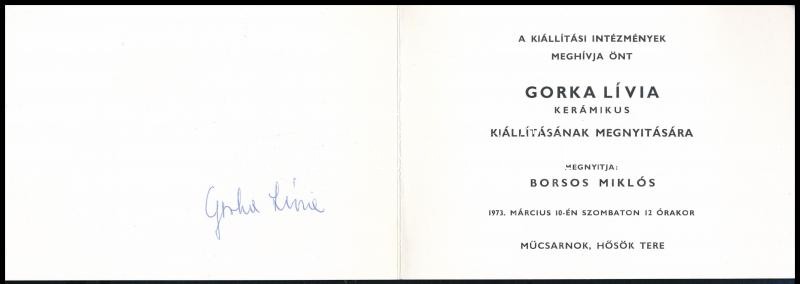 Gorka Lívia
A KIÁLLÍTÁSI INTÉZMÉNYEK
MEGHÍVJA ÖNT
GORKA LÍVIA
KERÁMIKUS
KIÁLLÍTÁSÁNAK MEGNYITÁSÁRA
MEGNYITJA:
BORSOS MIKLÓS
1973. MÁRCIUS 10-ÉN SZOMBATON 12 ÓRAKOR
MŰCSARNOK, HŐSÖK TERE